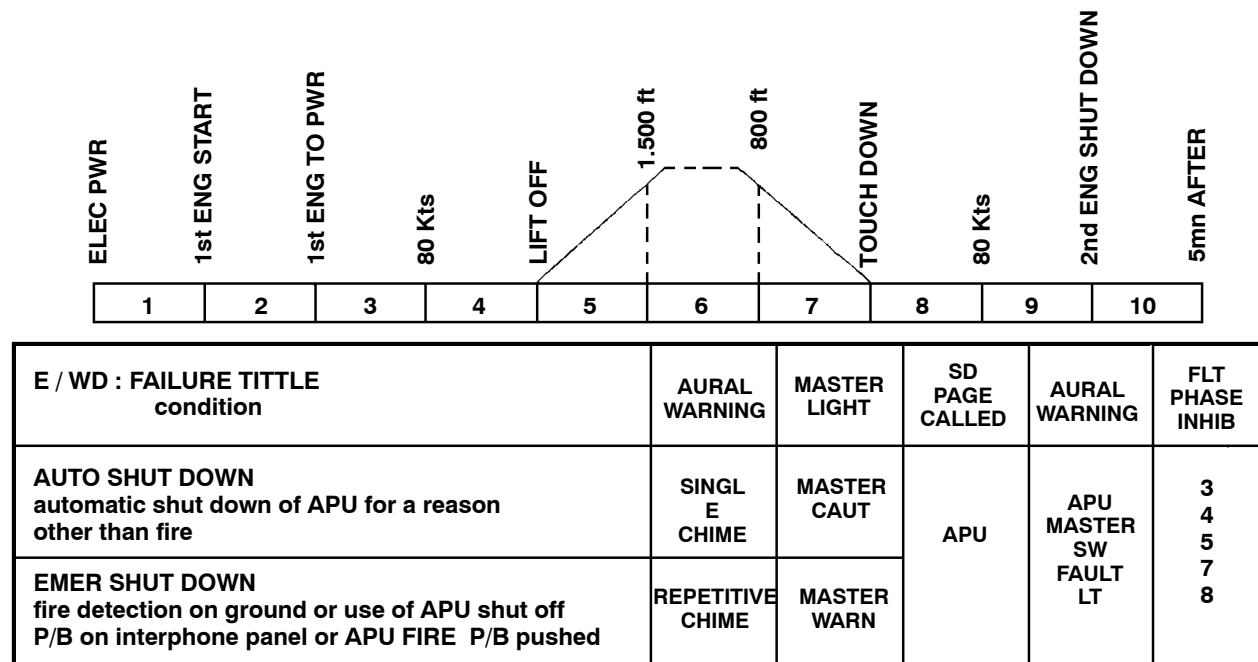 ELEC PWR
1st ENG START
1st ENG TO PWR
80 Kts
LIFT OFF
1.500 ft
800 ft
TOUCH DOWN
80 Kts
2nd ENG SHUT DOWN
5mn AFTER
1 2 3 4 5 6 7 8 9 10
E / WD : FAILURE TITTLE
condition
AURAL
WARNING
MASTER
LIGHT
SD
PAGE
CALLED
AURAL
WARNING
FLT
PHASE
INHIB
AUTO SHUT DOWN
automatic shut down of APU for a reason
other than fire
SINGL
E
CHIME
MASTER
CAUT
APU
APU
MASTER
SW
FAULT
LT
3
4
5
7
8
EMER SHUT DOWN
fire detection on ground or use of APU shut off
P/B on interphone panel or APU FIRE P/B pushed
REPETITIVE
CHIME
MASTER
WARN